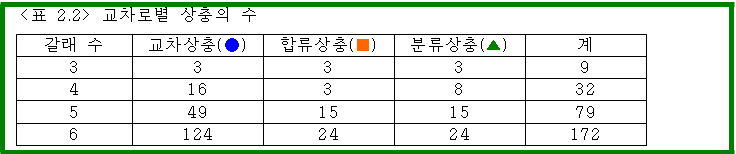 <표 2.2> 교차로별 상충의 수
갈래 수 교차상충(●) 합류상충(■) 분류상충(▲) 계
3 3 3 3 9
4 16 3 8 32
5 49 15 15 79
6 124 24 24 172